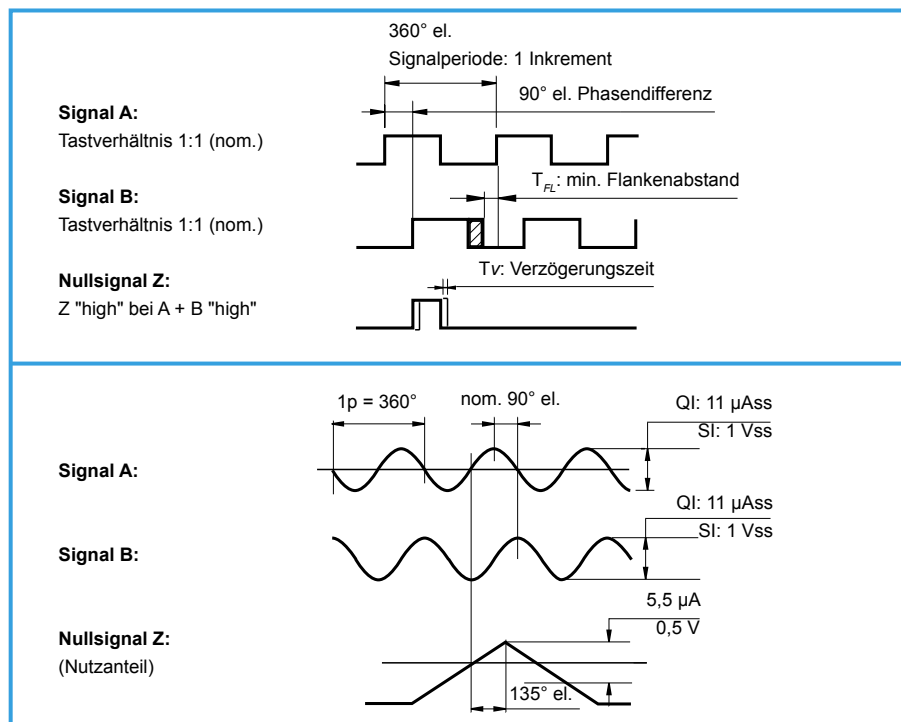 360° el.
Signalperiode: 1 Inkrement
90° el. Phasendifferenz
Signal A:
Tastverhältnis 1:1 (nom.)
T_FL: min. Flankenabstand
Signal B:
Tastverhältnis 1:1 (nom.)
Tv: Verzögerungszeit
Nullsignal Z:
Z "high" bei A + B "high"
1p = 360°
nom. 90° el.
QI: 11 µAss
SI: 1 Vss
Signal A:
QI: 11 µAss
SI: 1 Vss
Signal B:
5,5 µA
0,5 V
Nullsignal Z:
(Nutzanteil)
135° el.